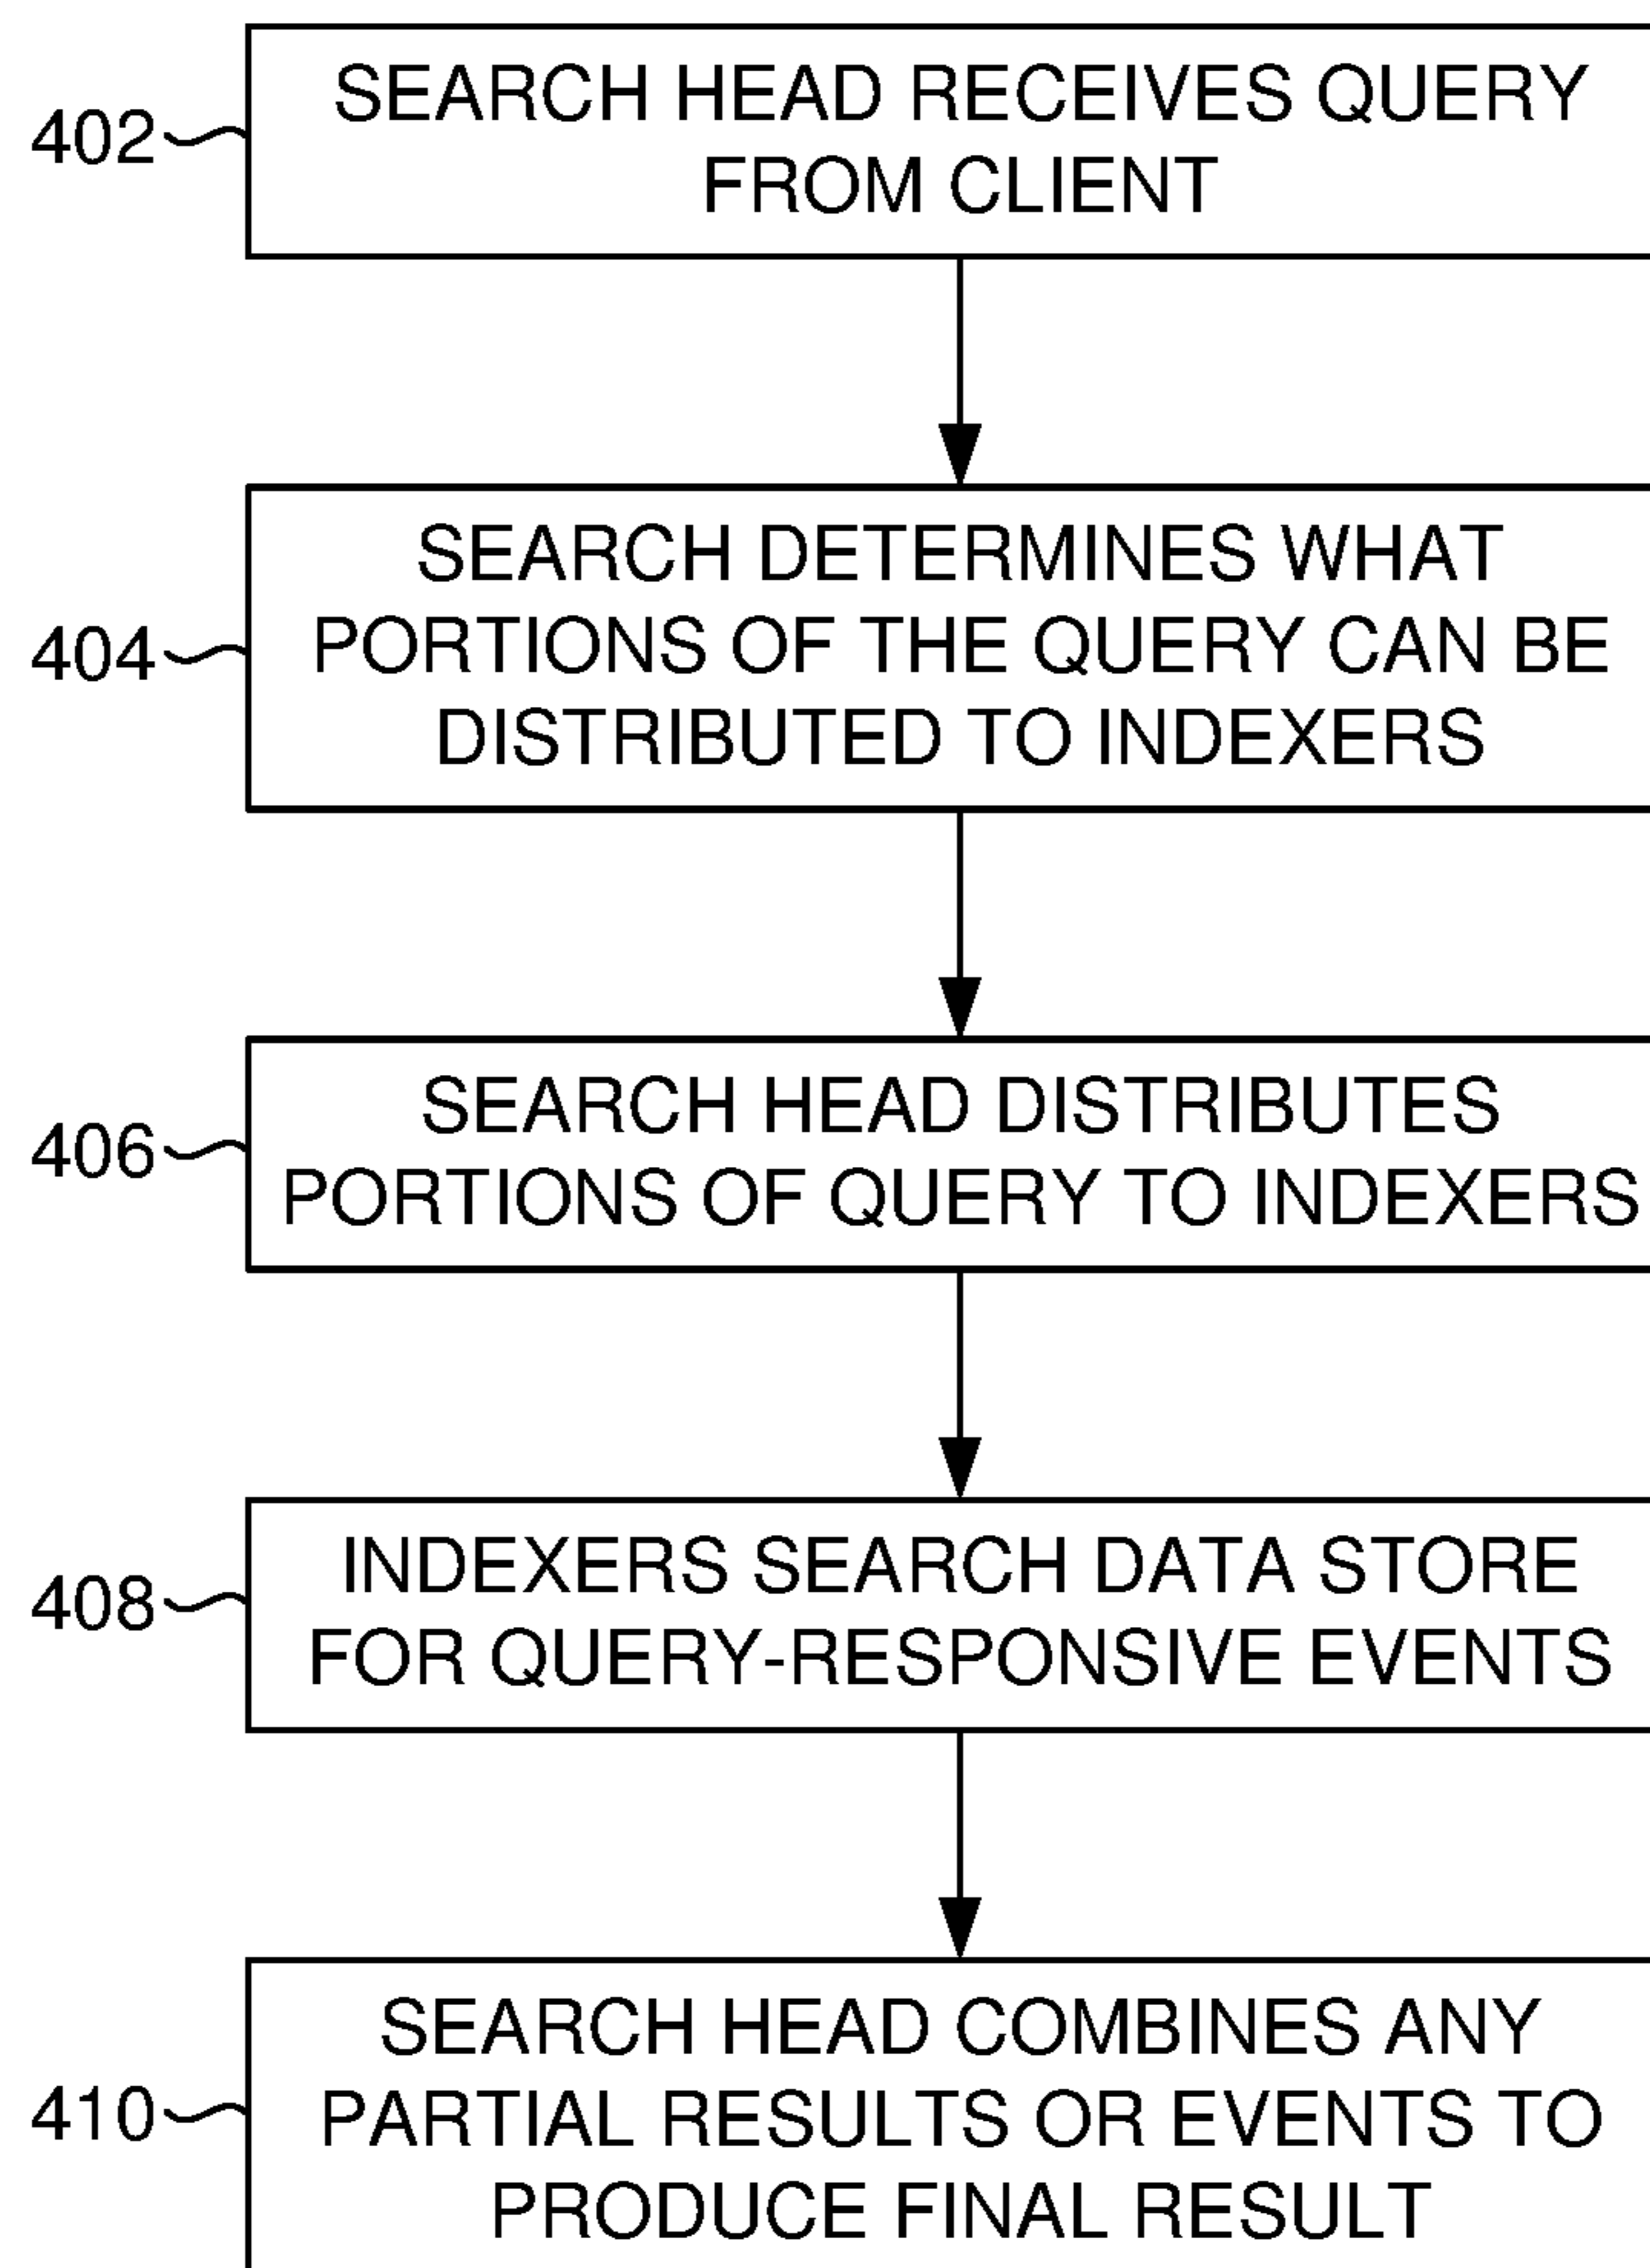 402
SEARCH HEAD RECEIVES QUERY
FROM CLIENT
404
SEARCH DETERMINES WHAT
PORTIONS OF THE QUERY CAN BE
DISTRIBUTED TO INDEXERS
406
SEARCH HEAD DISTRIBUTES
PORTIONS OF QUERY TO INDEXERS
408
INDEXERS SEARCH DATA STORE
FOR QUERY-RESPONSIVE EVENTS
410
SEARCH HEAD COMBINES ANY
PARTIAL RESULTS OR EVENTS TO
PRODUCE FINAL RESULT